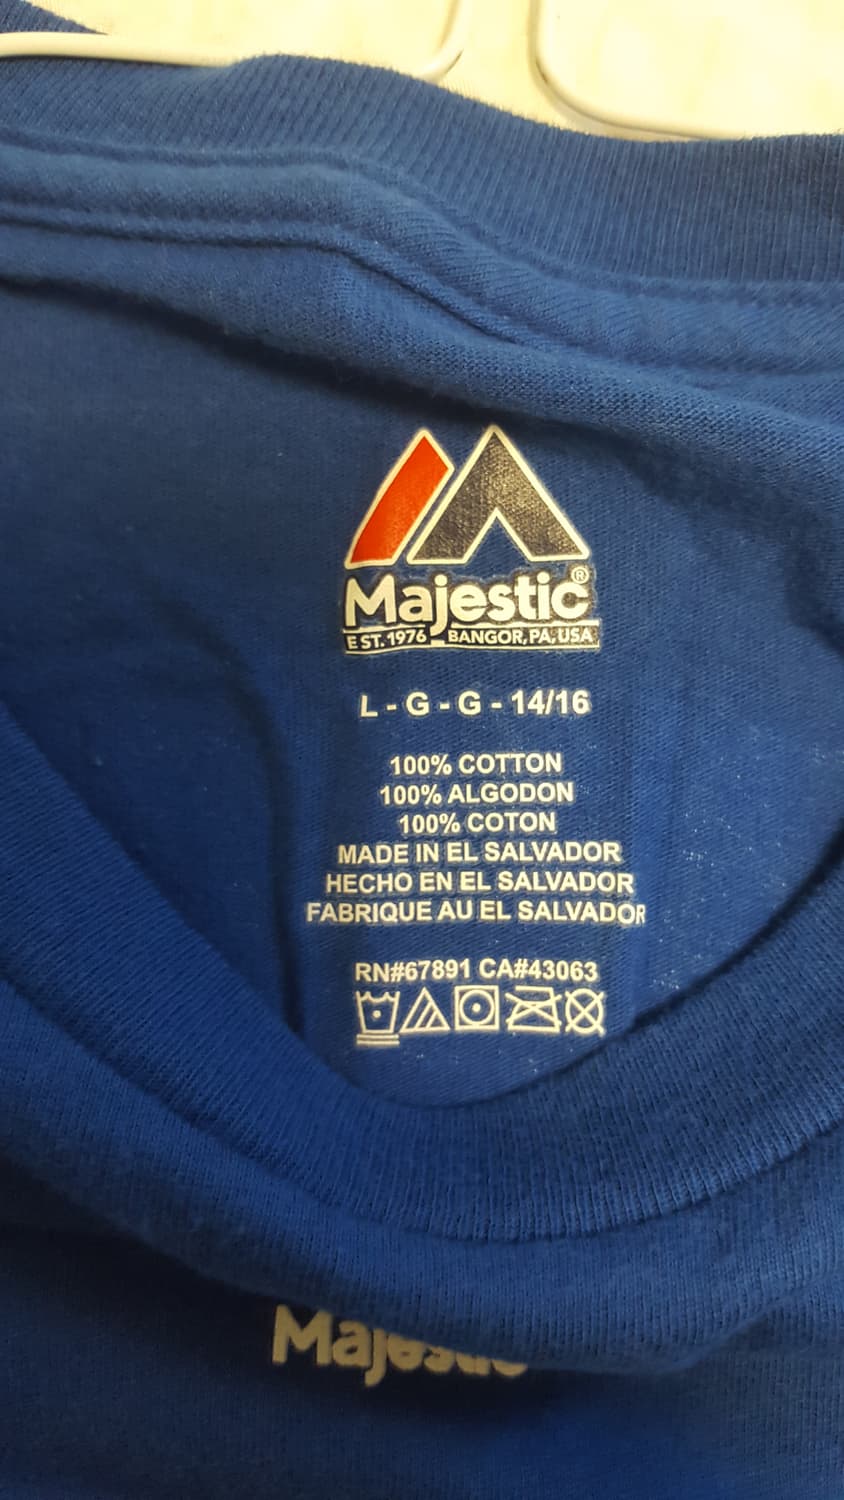 Majestic®
EST. 1976 BANGOR, PA, USA
L - G - G - 14/16
100% COTTON
100% ALGODON
100% COTON
MADE IN EL SALVADOR
HECHO EN EL SALVADOR
FABRIQUE AU EL SALVADOR
RN#67891 CA#43063
Majestic